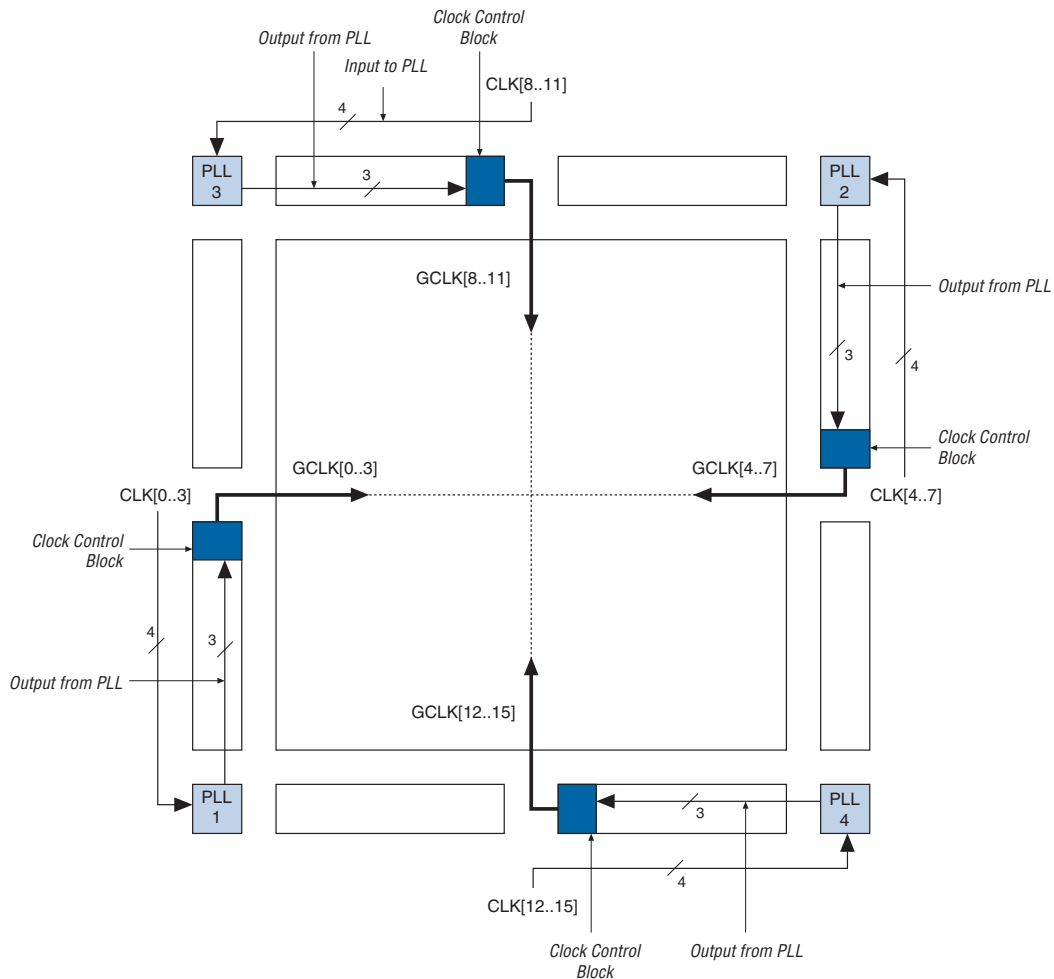 Clock Control
Block
Output from PLL
Input to PLL
CLK[8..11]
4
PLL
3
3
PLL
2
GCLK[8..11]
Output from PLL
3
4
Clock Control
Block
GCLK[0..3]
GCLK[4..7]
CLK[0..3]
CLK[4..7]
Clock Control
Block
4
3
Output from PLL
GCLK[12..15]
PLL
1
3
PLL
4
4
CLK[12..15]
Clock Control
Block
Output from PLL